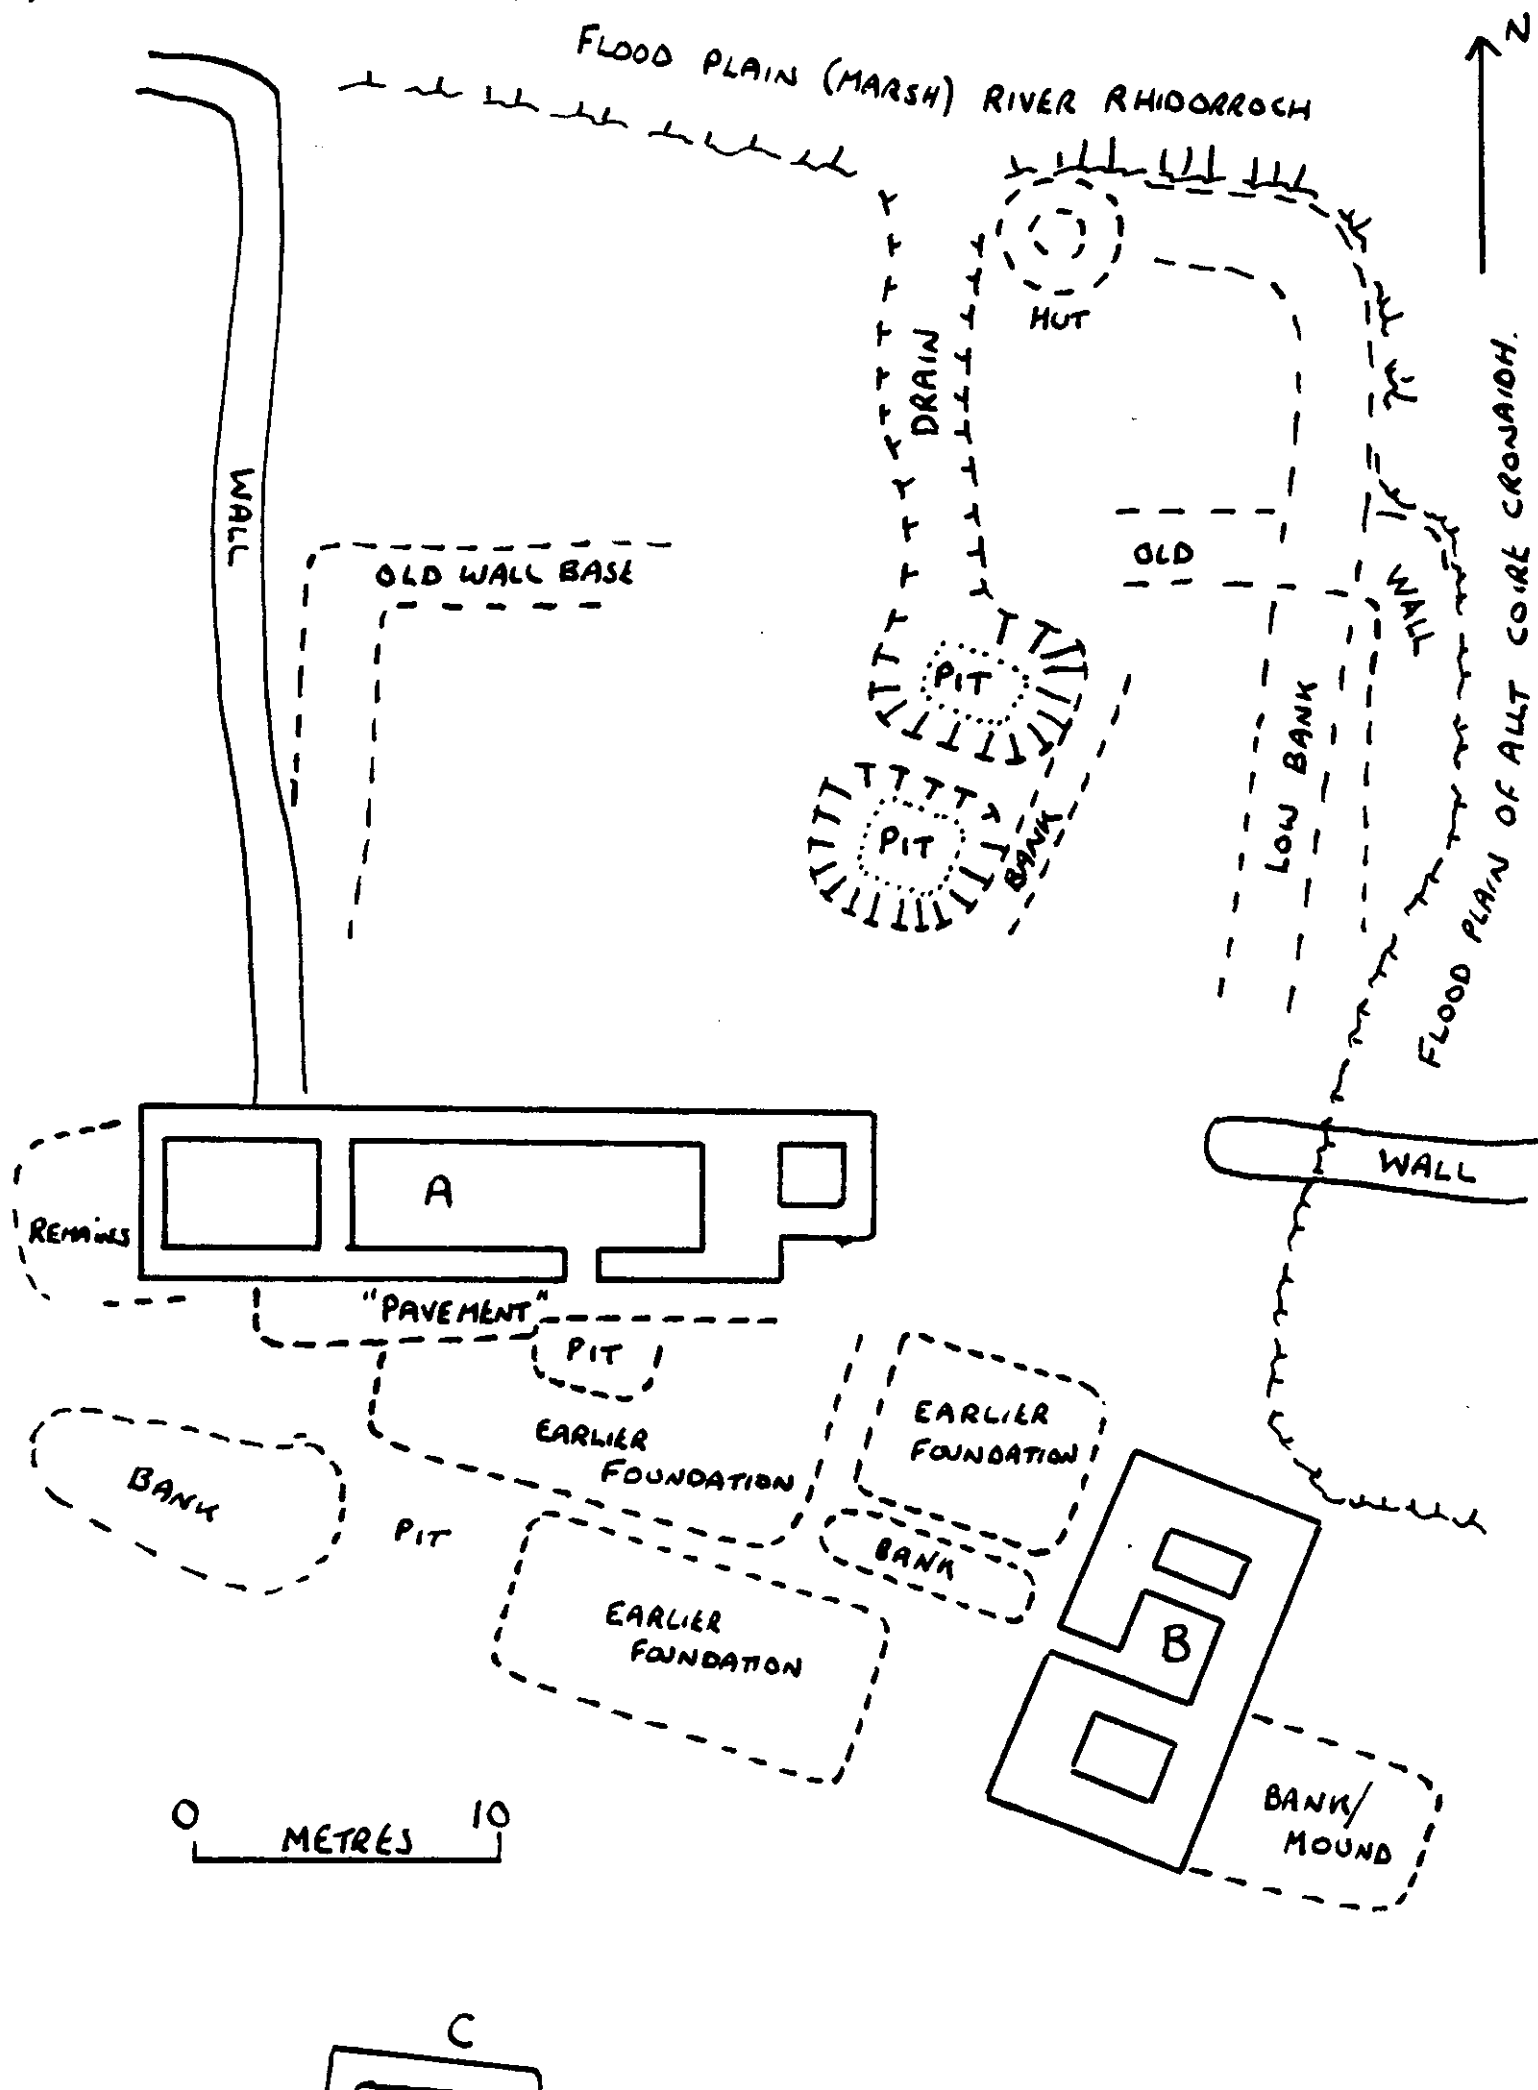 N
FLOOD PLAIN (MARSH) RIVER RHIDORROCH
HUT
DRAIN
FLOOD PLAIN OF ALLT COIRE CRONAIDH.
WALL
OLD WALL BASE
OLD
WALL
PIT
LOW BANK
PIT
BANK
A
WALL
REMAINS
"PAVEMENT"
PIT
EARLIER
FOUNDATION
EARLIER
FOUNDATION
BANK
PIT
BANK
EARLIER
FOUNDATION
B
BANK/
MOUND
0 10
METRES
C